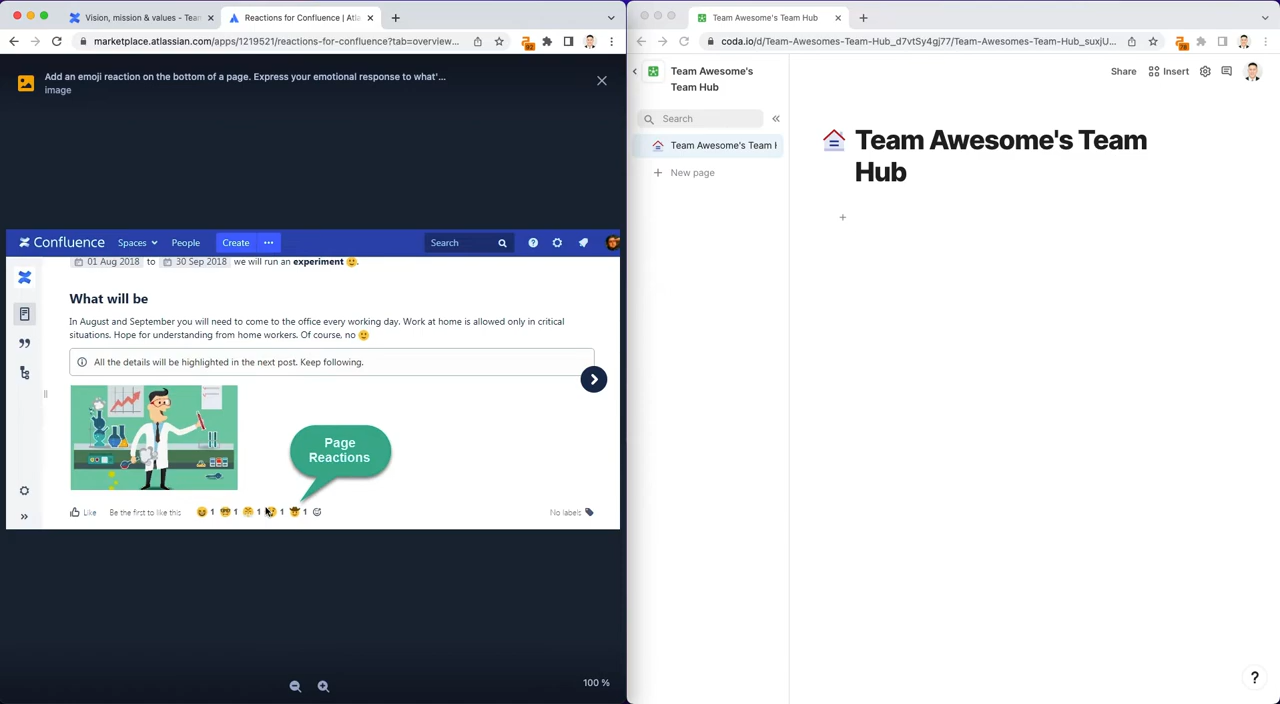 Vision, mission & values - Tear
Reactions for Confluence | Atla
marketplace.atlassian.com/apps/1219521/reactions-for-confluence?tab=overview...
Add an emoji reaction on the bottom of a page. Express your emotional response to what'...
image
Confluence
Spaces
People
Create
Search
01 Aug 2018 to 30 Sep 2018 we will run an experiment 🙂.
What will be
In August and September you will need to come to the office every working day. Work at home is allowed only in critical
situations. Hope for understanding from home workers. Of course, no 🙂
All the details will be highlighted in the next post. Keep following.
Page
Reactions
Like
Be the first to like this
1 1 1 1 1
No labels
100 %
Team Awesome's Team Hub
coda.io/d/Team-Awesomes-Team-Hub_d7vtSy4gj77/Team-Awesomes-Team-Hub_suxjU...
Team Awesome's
Team Hub
Share
Insert
Search
Team Awesome's Team H
New page
Team Awesome's Team
Hub
?